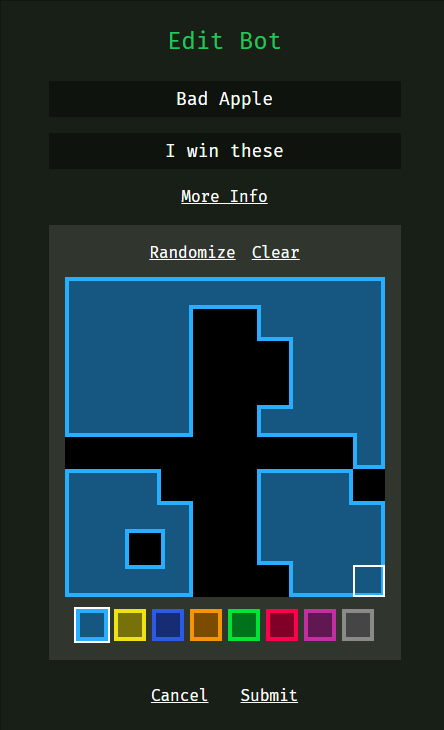 Edit Bot
Bad Apple
I win these
More Info
Randomize Clear
Cancel Submit